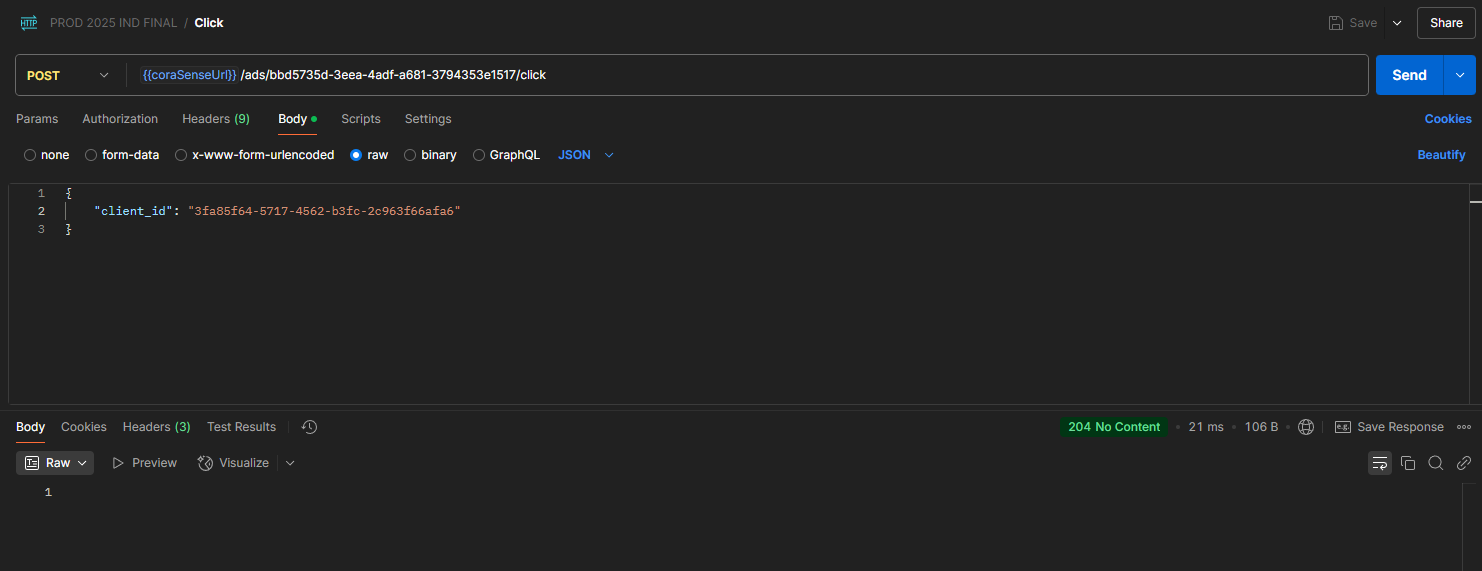 HTTP PROD 2025 IND FINAL / Click Save Share
POST {{coraSenseUrl}} /ads/bbd5735d-3eea-4adf-a681-3794353e1517/click Send
Params Authorization Headers (9) Body Scripts Settings Cookies
none form-data x-www-form-urlencoded raw binary GraphQL JSON Beautify
1 {
2 "client_id": "3fa85f64-5717-4562-b3fc-2c963f66afa6"
3 }
Body Cookies Headers (3) Test Results 204 No Content • 21 ms • 106 B • e.g. Save Response
Raw Preview Visualize
1